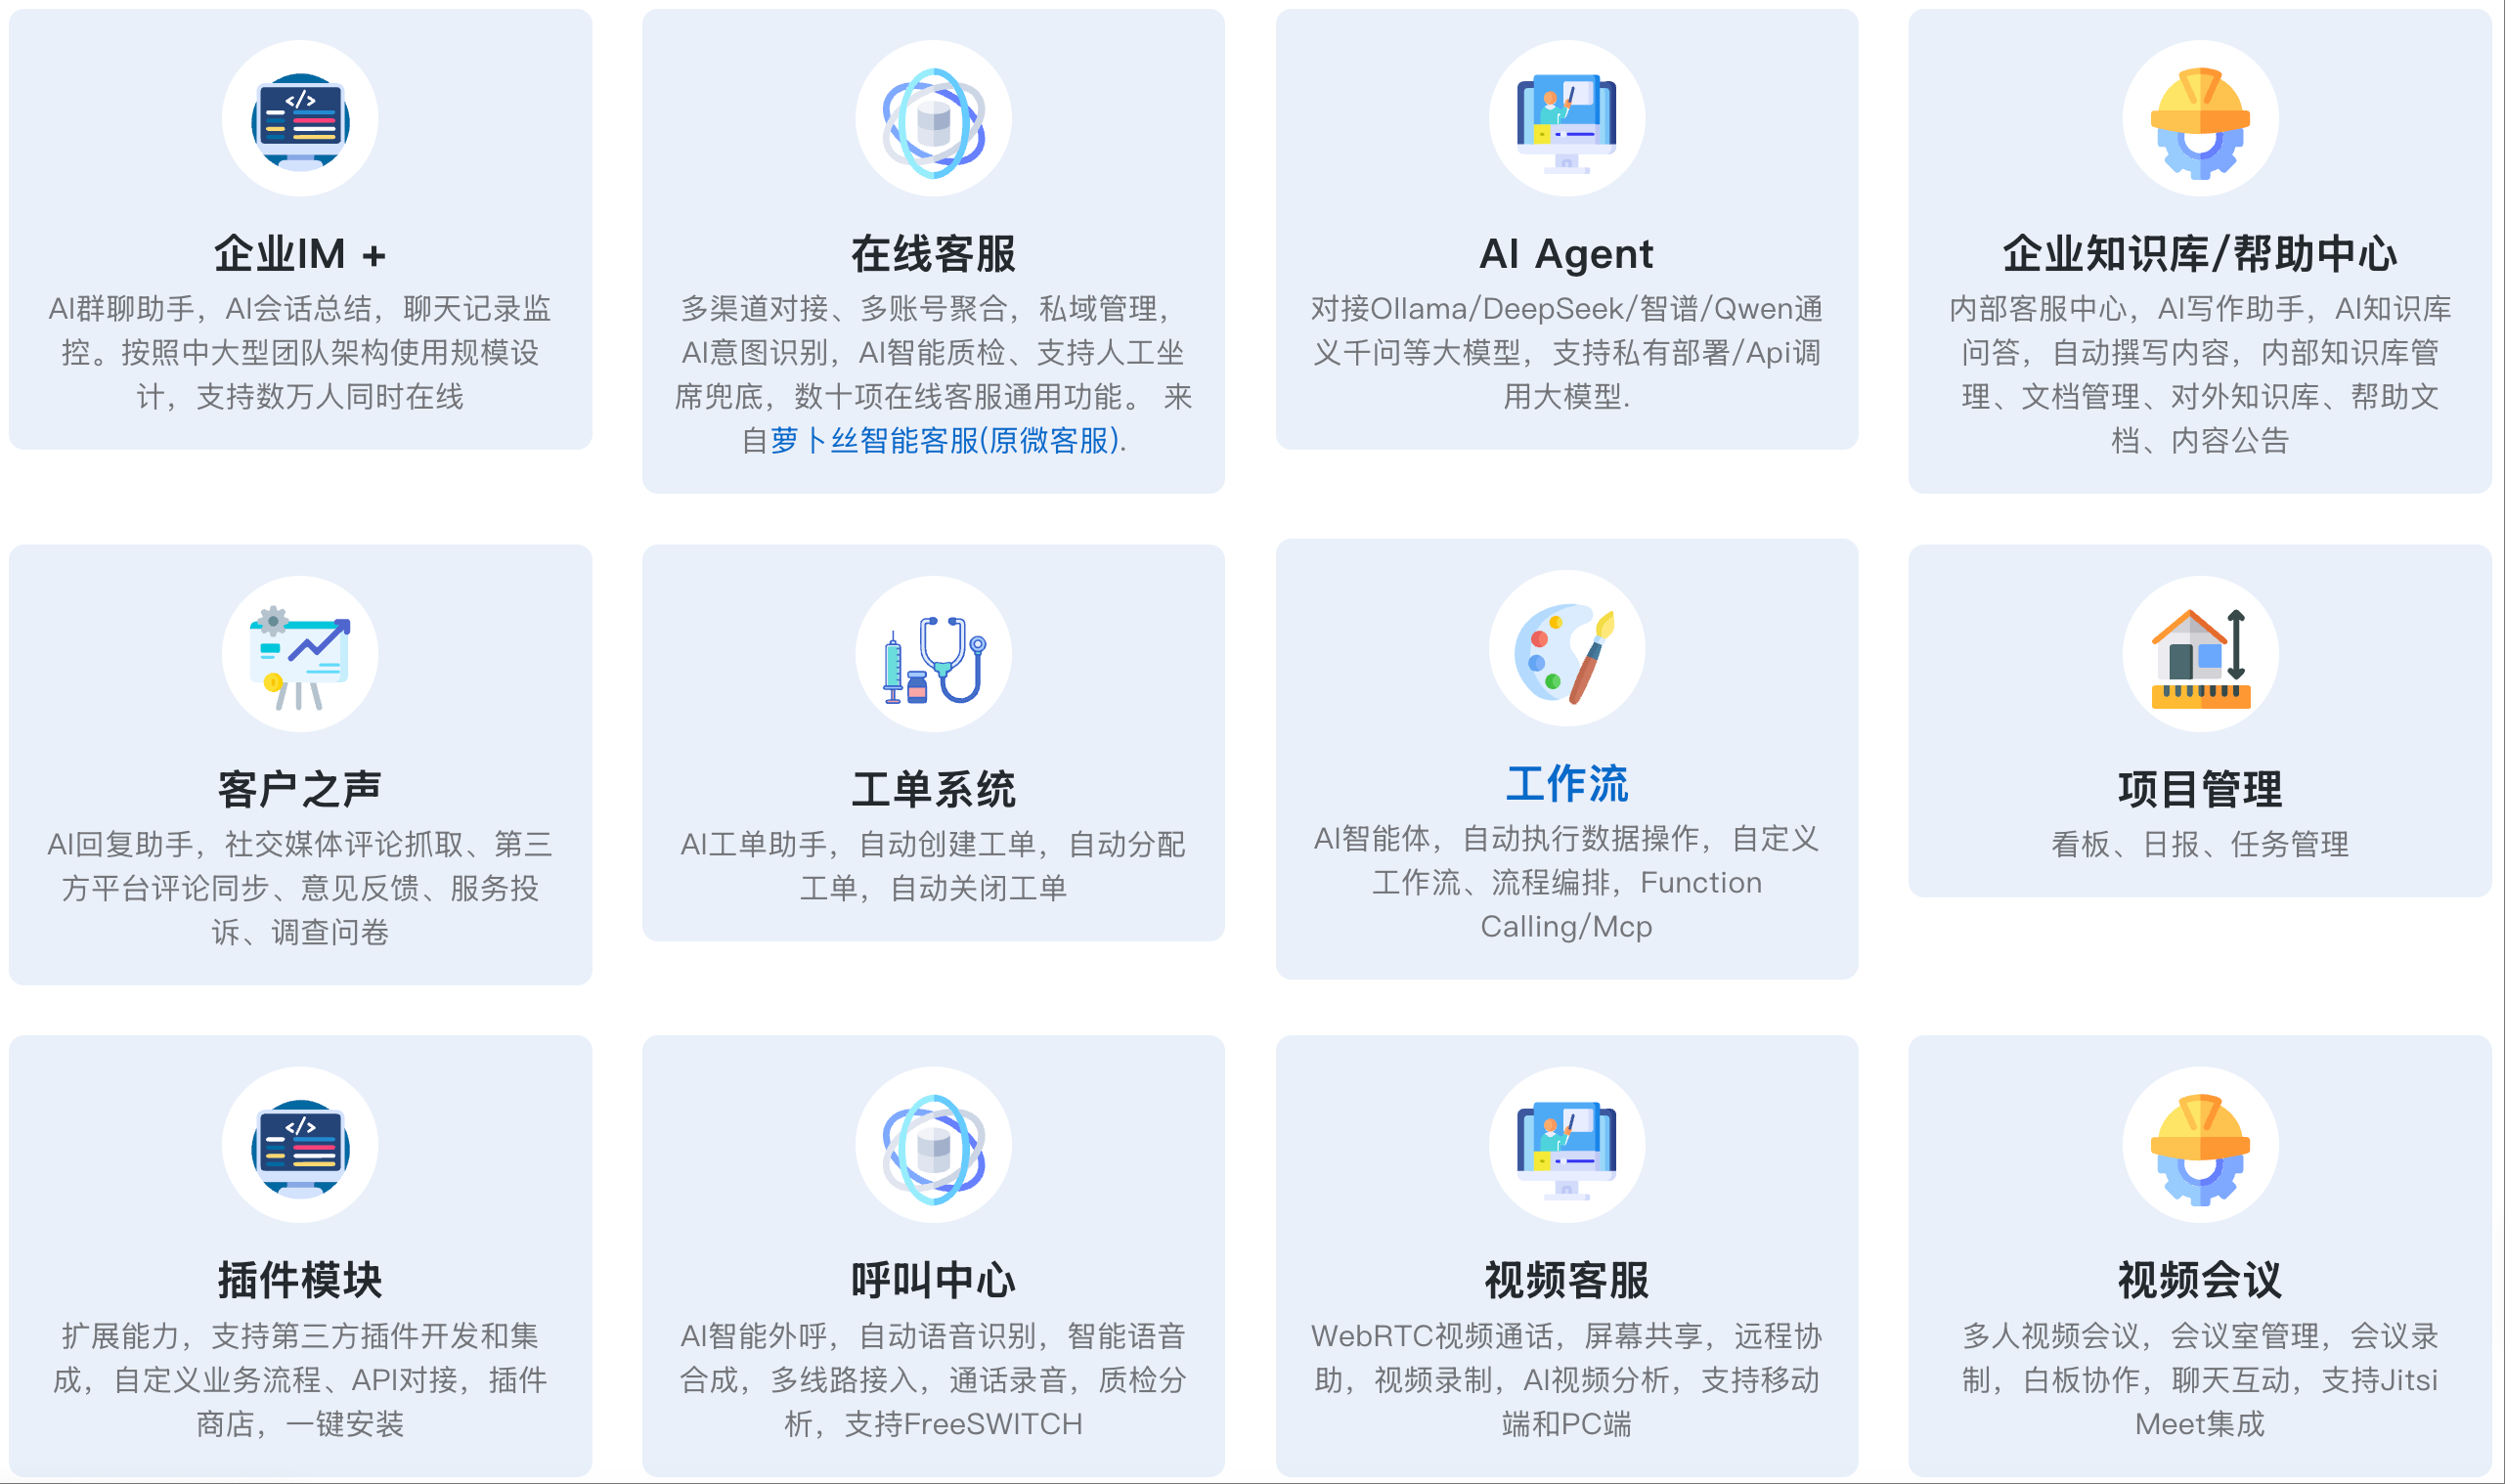 企业IM +
AI群聊助手，AI会话总结，聊天记录监
控。按照中大型团队架构使用规模设
计，支持数万人同时在线
在线客服
多渠道对接、多账号聚合，私域管理，
AI意图识别，AI智能质检、支持人工坐
席兜底，数十项在线客服通用功能。 来
自萝卜丝智能客服(原微客服).
AI Agent
对接Ollama/DeepSeek/智谱/Qwen通
义千问等大模型，支持私有部署/Api调
用大模型.
企业知识库/帮助中心
内部客服中心，AI写作助手，AI知识库
问答，自动撰写内容，内部知识库管
理、文档管理、对外知识库、帮助文
档、内容公告
客户之声
AI回复助手，社交媒体评论抓取、第三
方平台评论同步、意见反馈、服务投
诉、调查问卷
工单系统
AI工单助手，自动创建工单，自动分配
工单，自动关闭工单
工作流
AI智能体，自动执行数据操作，自定义
工作流、流程编排，Function
Calling/Mcp
项目管理
看板、日报、任务管理
插件模块
扩展能力，支持第三方插件开发和集
成，自定义业务流程、API对接，插件
商店，一键安装
呼叫中心
AI智能外呼，自动语音识别，智能语音
合成，多线路接入，通话录音，质检分
析，支持FreeSWITCH
视频客服
WebRTC视频通话，屏幕共享，远程协
助，视频录制，AI视频分析，支持移动
端和PC端
视频会议
多人视频会议，会议室管理，会议录
制，白板协作，聊天互动，支持Jitsi
Meet集成